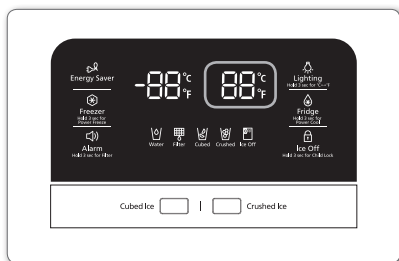 Energy Saver
Freezer
Hold 3 sec for
Power Freeze
Alarm
Hold 3 sec for Filter
-88 °C °F
88 °C °F
Water Filter Cubed Crushed Ice Off
Lighting
Hold 3 sec for °C↔°F
Fridge
Hold 3 sec for
Power Cool
Ice Off
Hold 3 sec for Child Lock
Cubed Ice | Crushed Ice